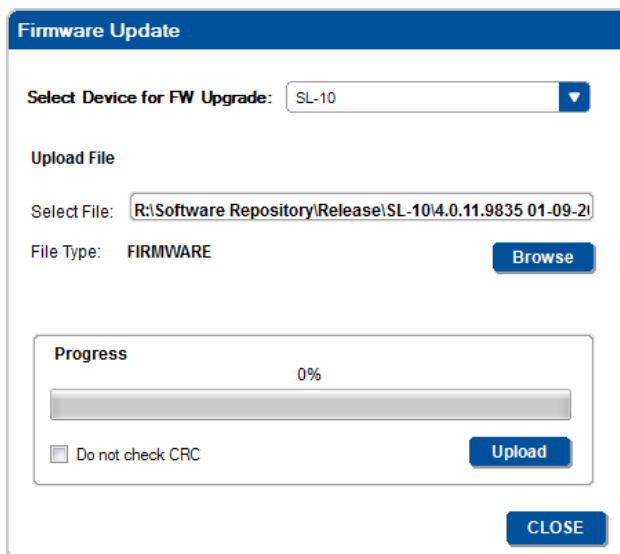 Firmware Update
Select Device for FW Upgrade: SL-10
Upload File
Select File: R:\Software Repository\Release\SL-10\4.0.11.9835 01-09-20
File Type: FIRMWARE
Browse
Progress
0%
Do not check CRC
Upload
CLOSE